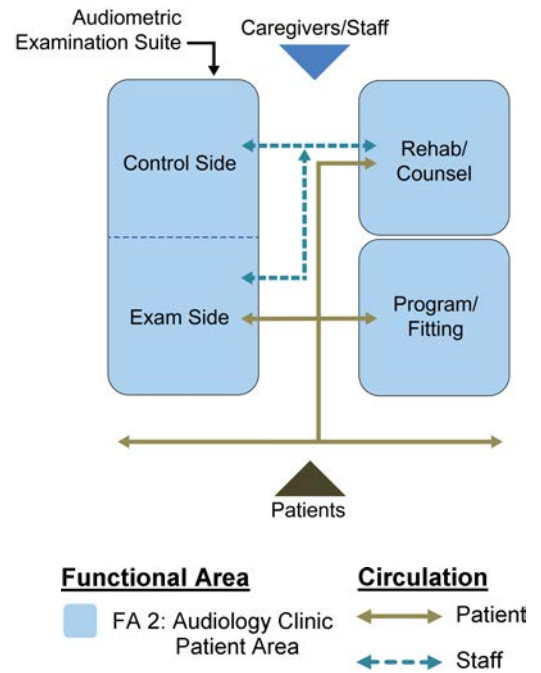 Audiometric
Examination Suite
Caregivers/Staff
Control Side
Rehab/
Counsel
Exam Side
Program/
Fitting
Patients
Functional Area
FA 2: Audiology Clinic
Patient Area
Circulation
Patient
Staff